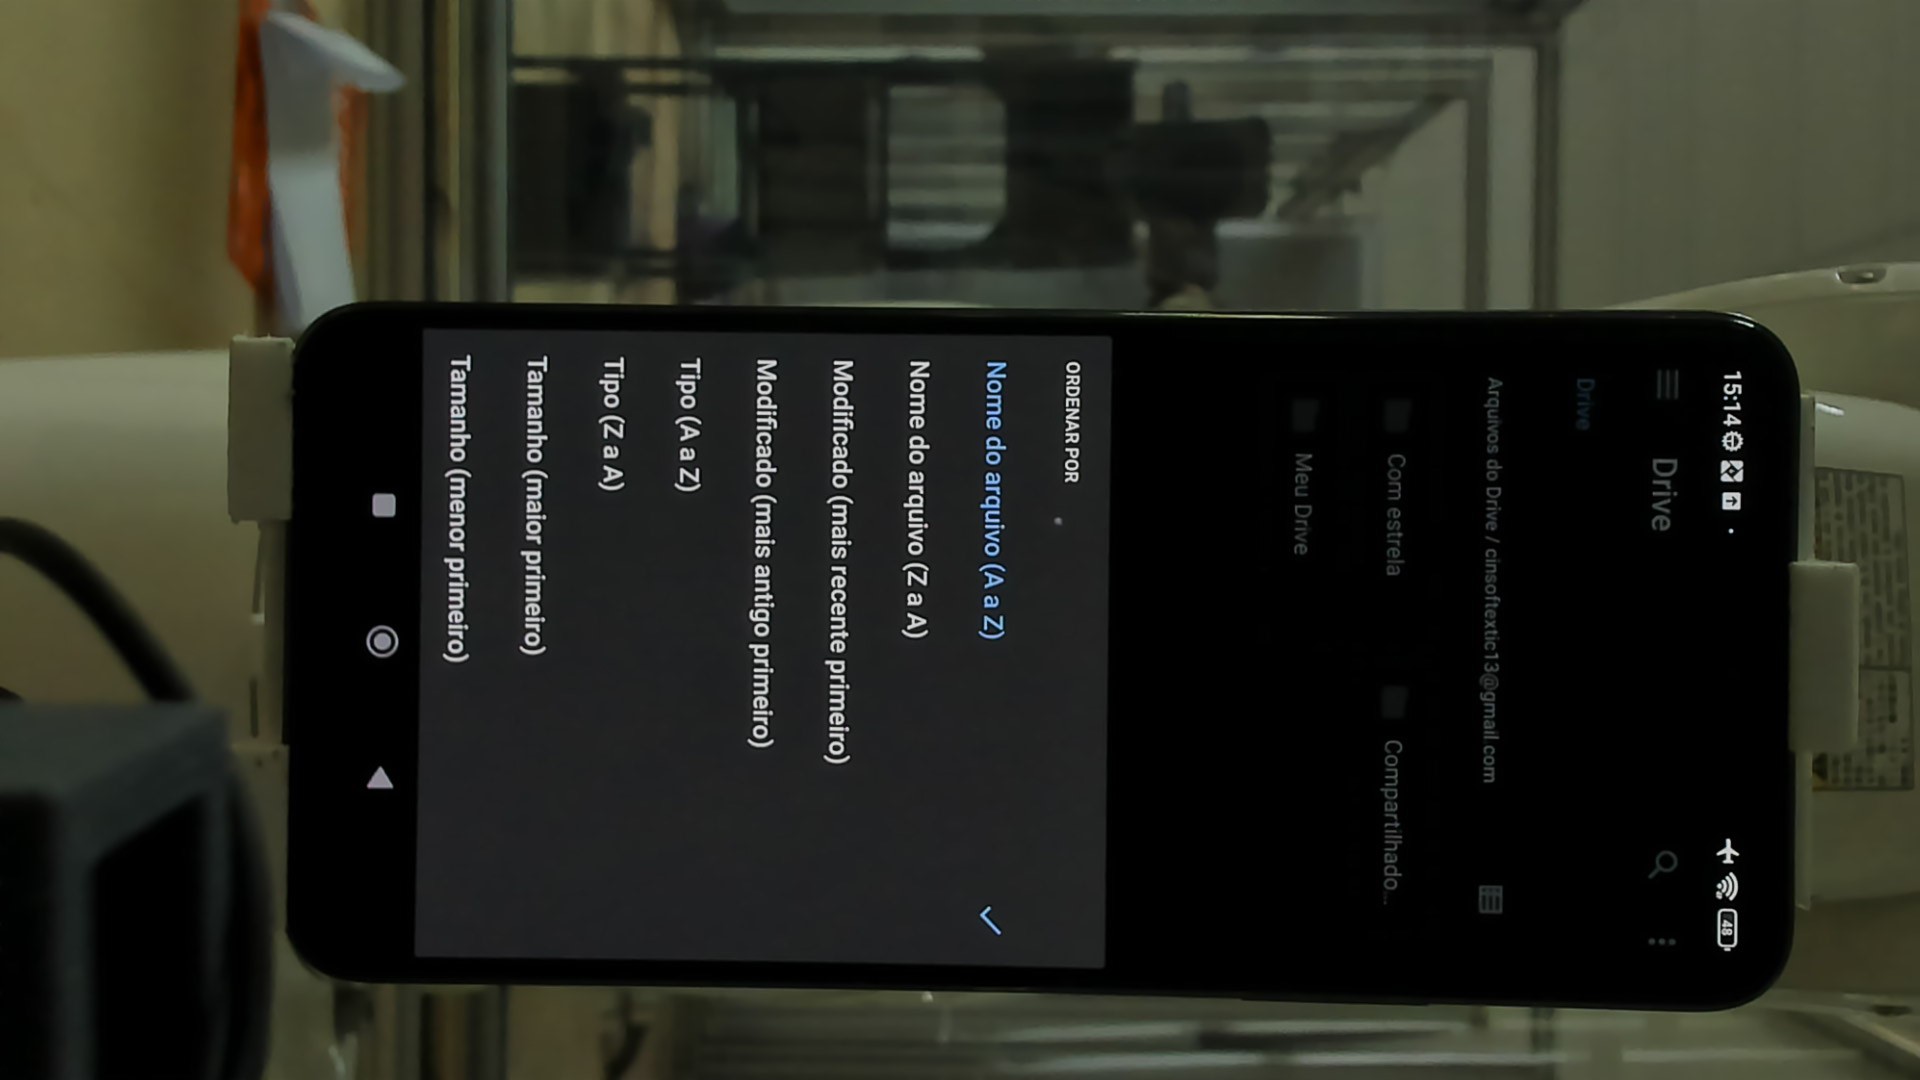 15:14
48
Drive
Drive
Arquivos do Drive / cinsoftextic13@gmail.com
Com estrela
Compartilhado...
Meu Drive
ORDENAR POR
Nome do arquivo (A a Z)
Nome do arquivo (Z a A)
Modificado (mais recente primeiro)
Modificado (mais antigo primeiro)
Tipo (A a Z)
Tipo (Z a A)
Tamanho (maior primeiro)
Tamanho (menor primeiro)